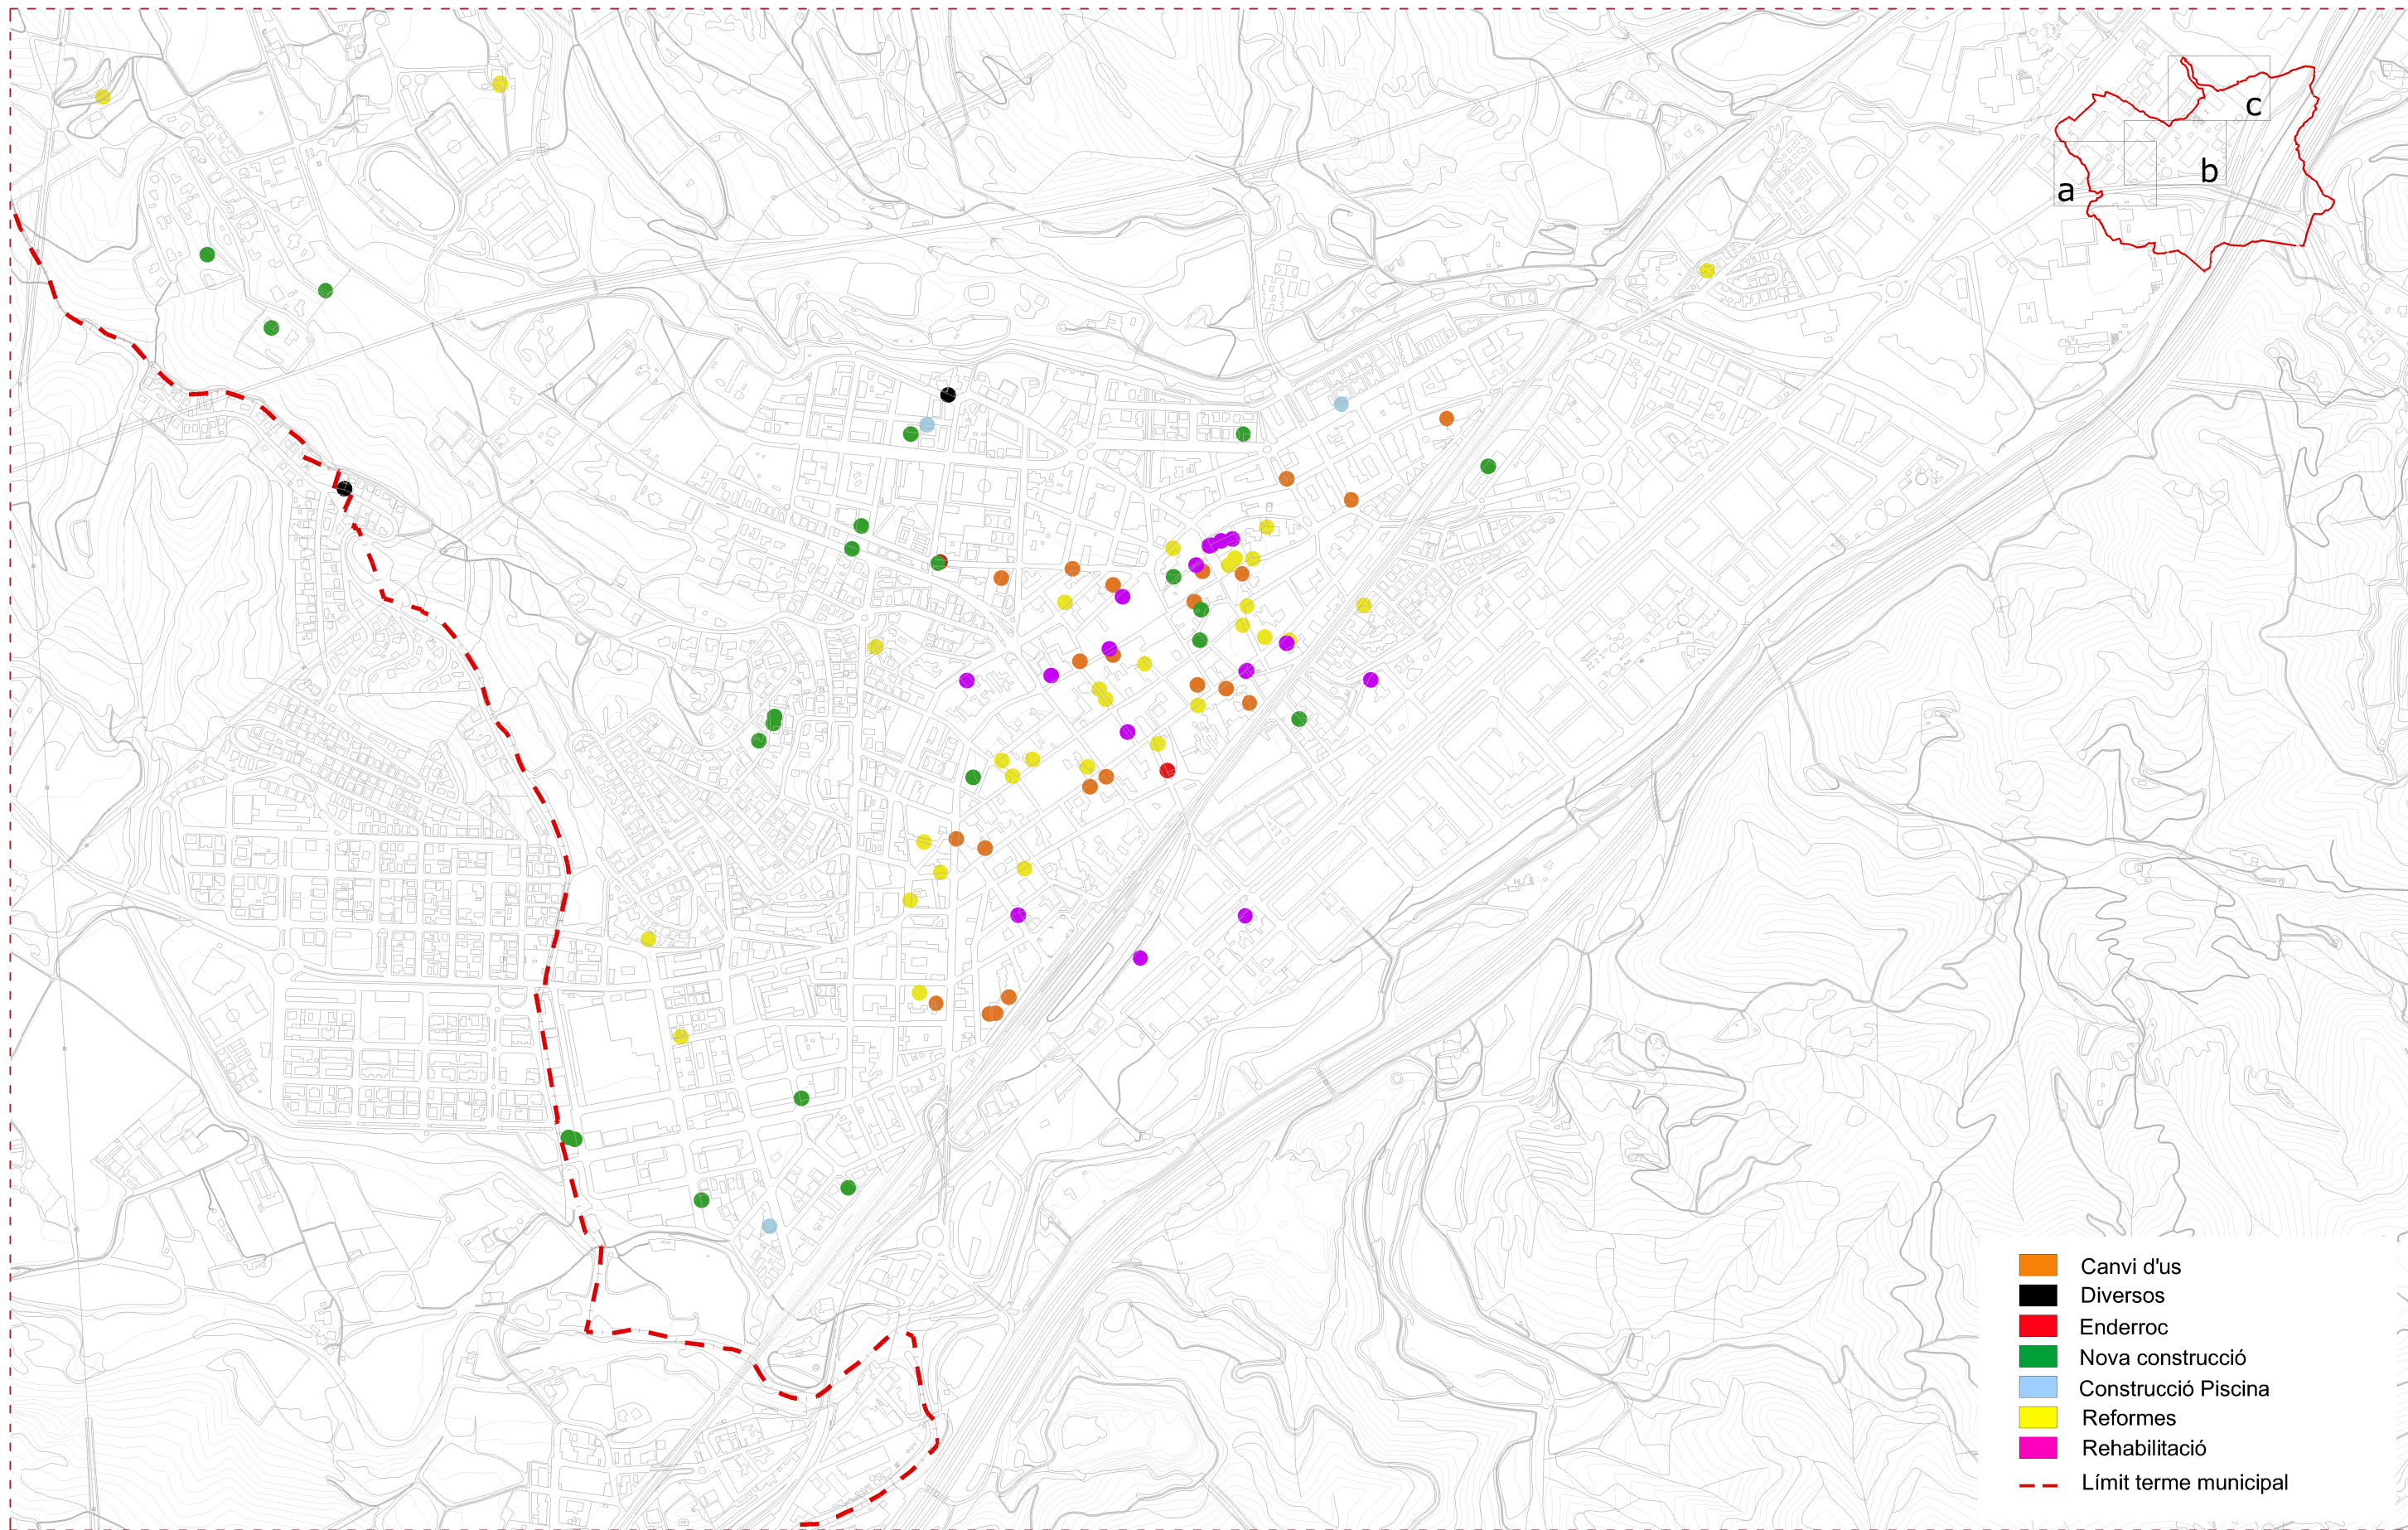 c
b
a
Canvi d'us
Diversos
Enderroc
Nova construcció
Construcció Piscina
Reformes
Rehabilitació
Límit terme municipal